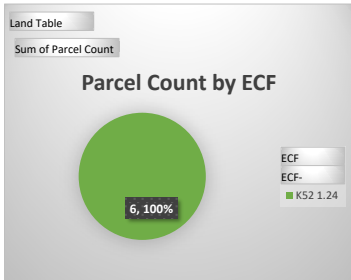 Land Table
Sum of Parcel Count
Parcel Count by ECF
6, 100%
ECF
ECF-
K52 1.24